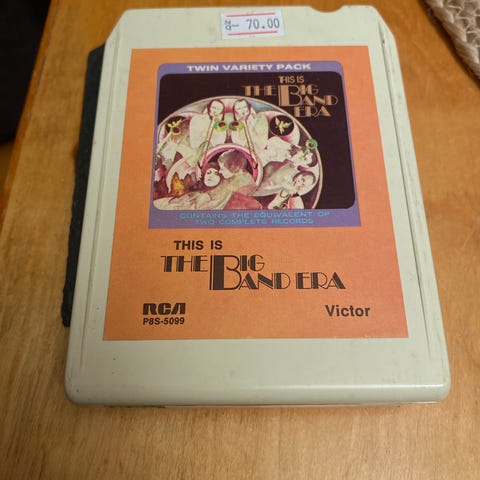 70.00
TWIN VARIETY PACK
THIS IS
THE BIG
BAND
ERA
CONTAINS THE EQUIVALENT OF
TWO COMPLETE RECORDS
THIS IS
THE BIG
BAND ERA
RCA Victor
P8S-5099